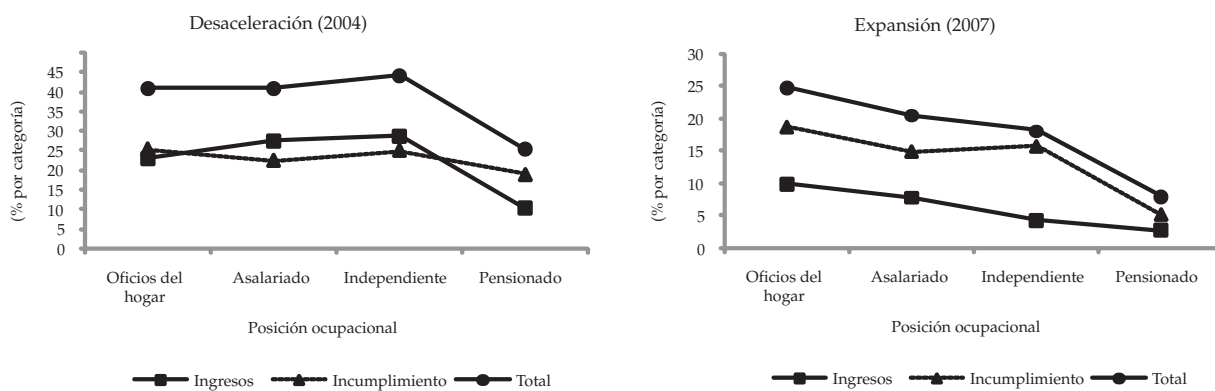 Desaceleración (2004)
(% por categoría)
45
40
35
30
25
20
15
10
5
0
Oficios del
hogar
Asalariado
Independiente
Pensionado
Posición ocupacional
Ingresos
Incumplimiento
Total
Expansión (2007)
(% por categoría)
30
25
20
15
10
5
0
Oficios del
hogar
Asalariado
Independiente
Pensionado
Posición ocupacional
Ingresos
Incumplimiento
Total